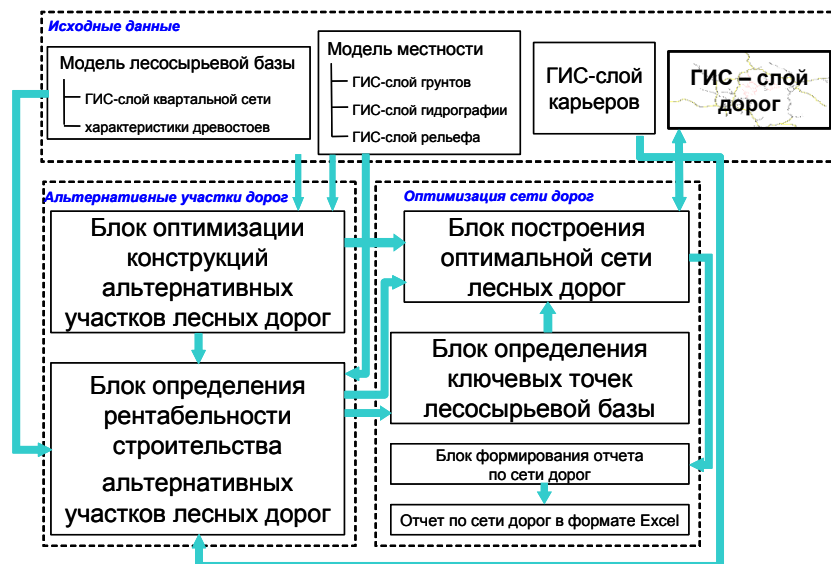 Исходные данные
Модель лесосырьевой базы
ГИС-слой квартальной сети
характеристики древостоев
Модель местности
ГИС-слой грунтов
ГИС-слой гидрографии
ГИС-слой рельефа
ГИС-слой
карьеров
ГИС – слой
дорог
Альтернативные участки дорог
Блок оптимизации
конструкций
альтернативных
участков лесных дорог
Блок определения
рентабельности
строительства
альтернативных
участков лесных дорог
Оптимизация сети дорог
Блок построения
оптимальной сети
лесных дорог
Блок определения
ключевых точек
лесосырьевой базы
Блок формирования отчета
по сети дорог
Отчет по сети дорог в формате Excel